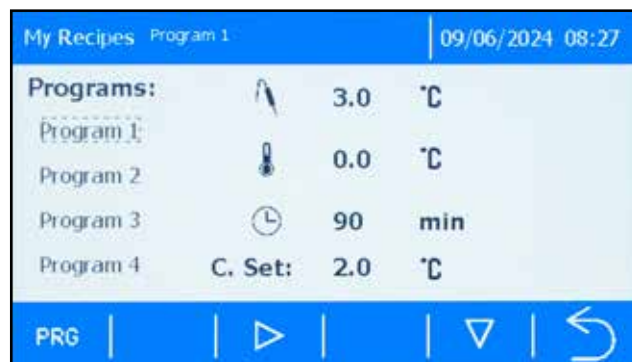 My Recipes Program 1 09/06/2024 08:27
Programs: 3.0 °C
Program 1
0.0 °C
Program 2
Program 3 90 min
Program 4 C. Set: 2.0 °C
PRG